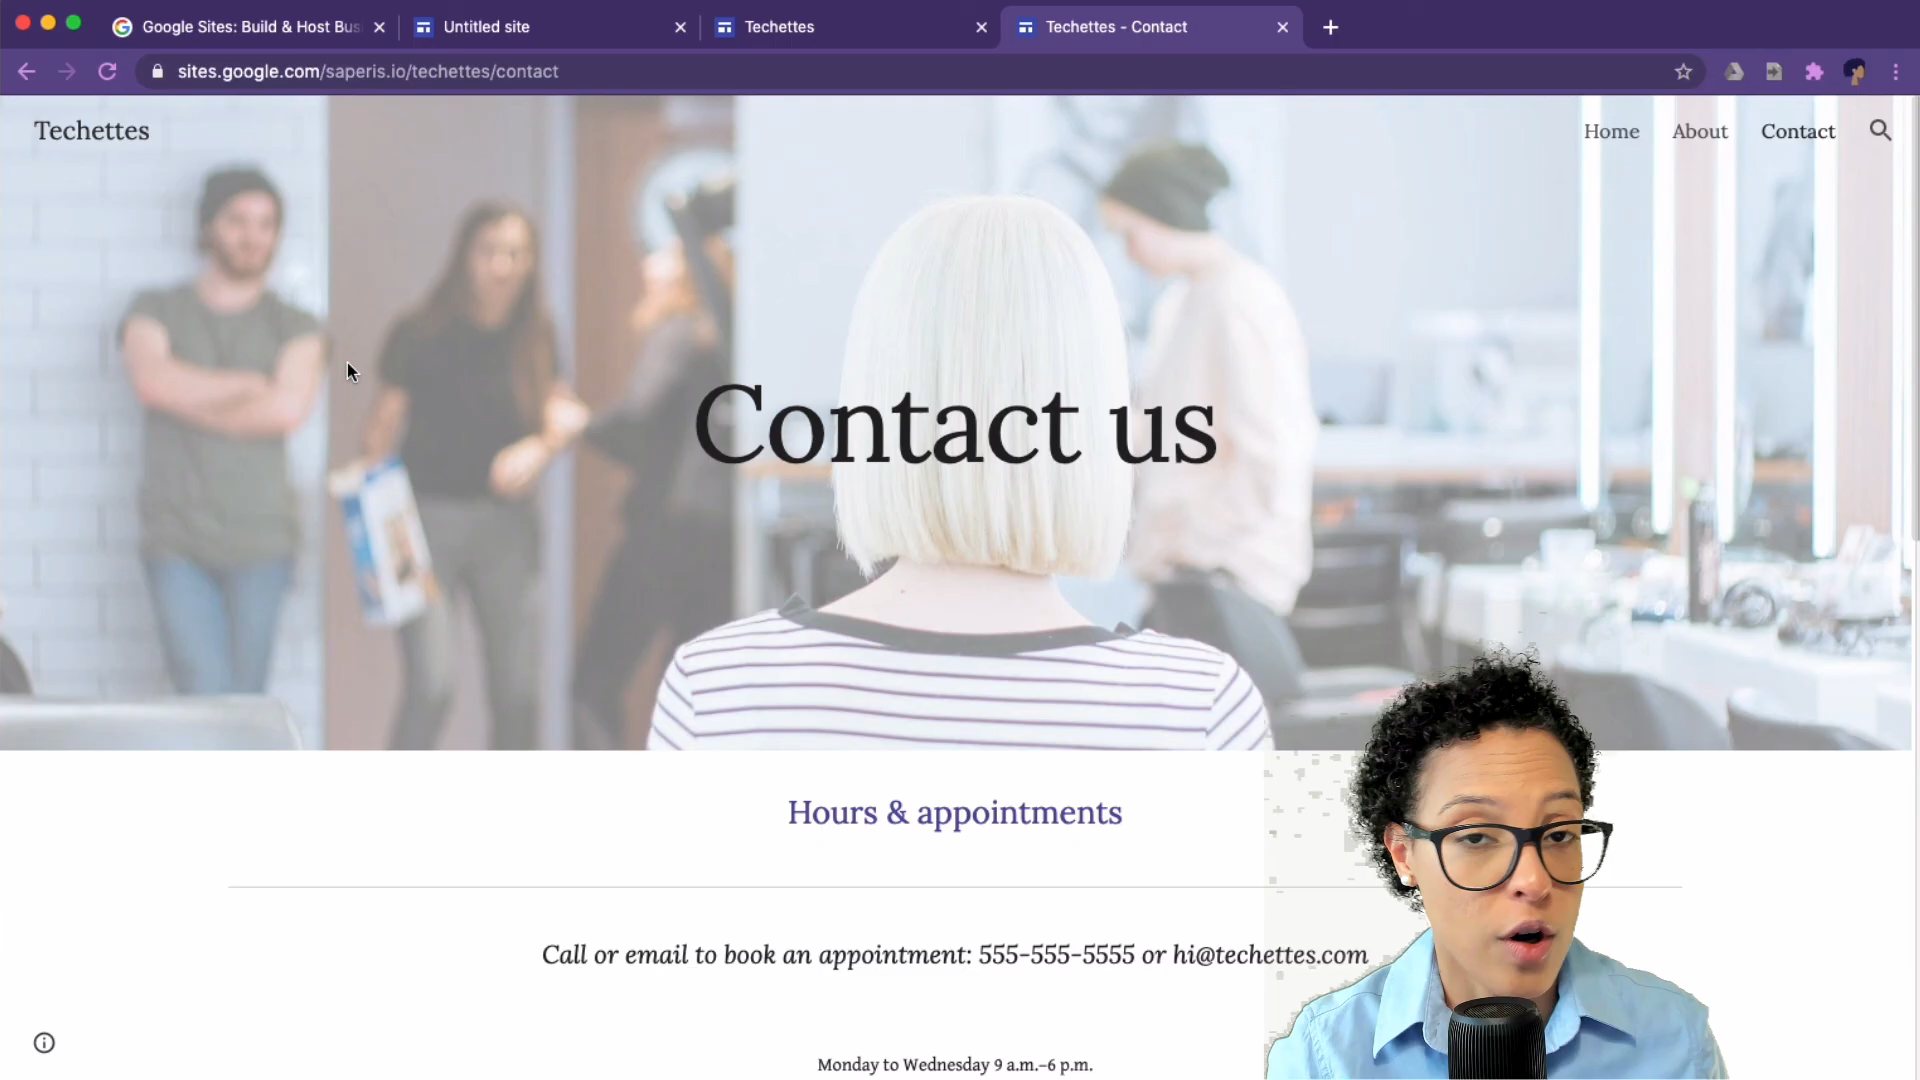 Google Sites: Build & Host Bus
Untitled site
Techettes
Techettes - Contact
sites.google.com/saperis.io/techettes/contact
Techettes
Home
About
Contact
Contact us
Hours & appointments
Call or email to book an appointment: 555-555-5555 or hi@techettes.com
Monday to Wednesday 9 a.m.–6 p.m.